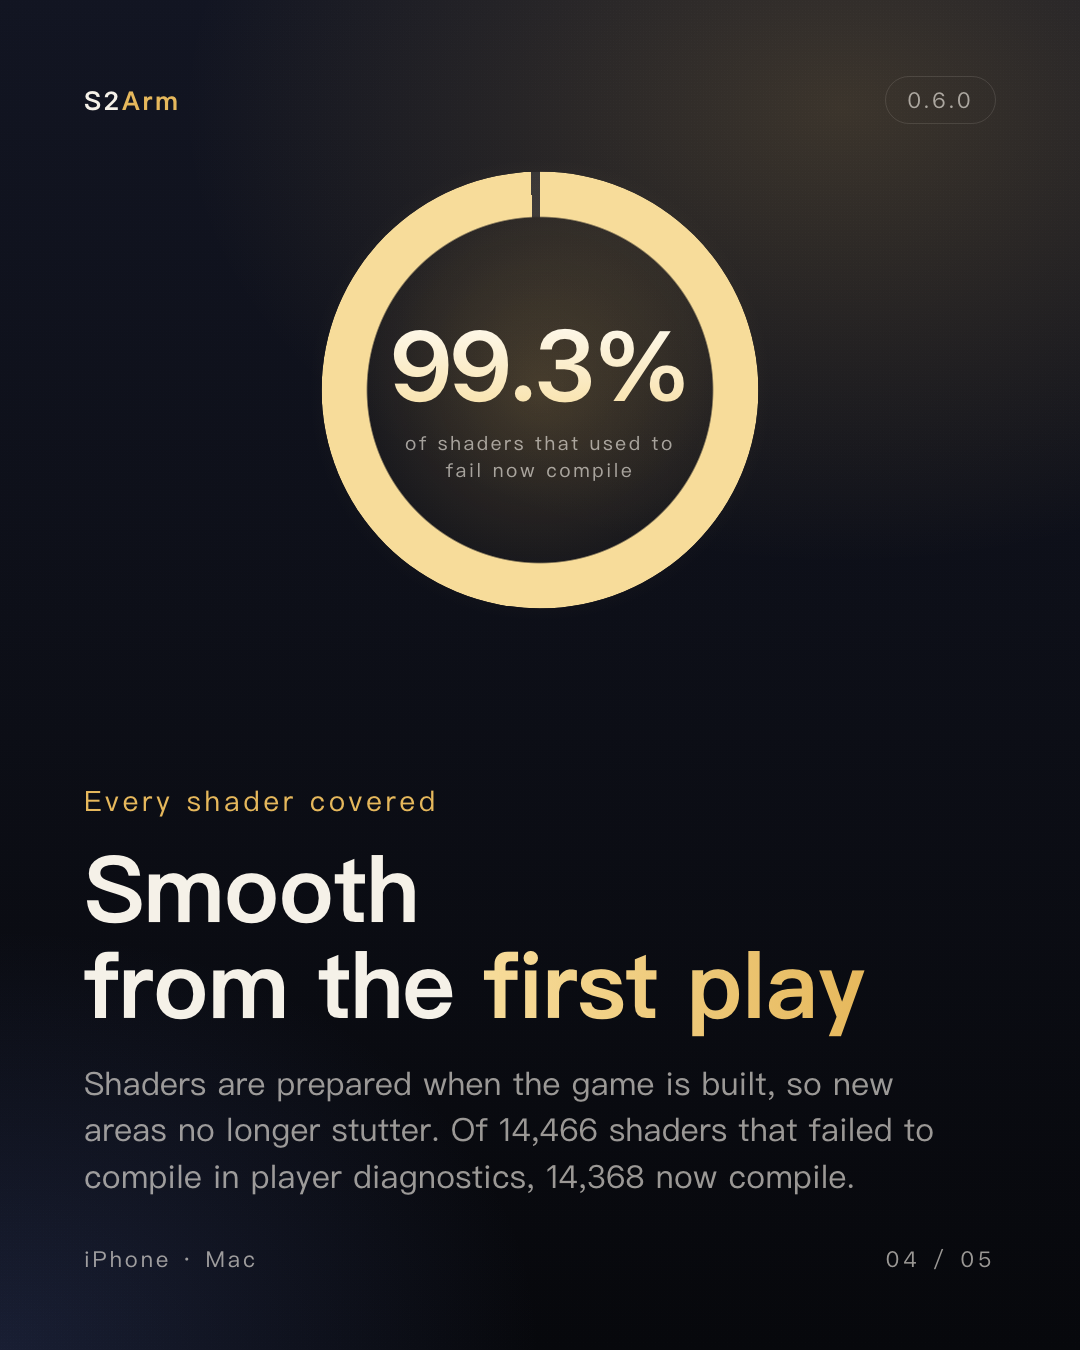 S2Arm
0.6.0
99.3%
of shaders that used to
fail now compile
Every shader covered
Smooth
from the first play
Shaders are prepared when the game is built, so new
areas no longer stutter. Of 14,466 shaders that failed to
compile in player diagnostics, 14,368 now compile.
iPhone · Mac
04 / 05